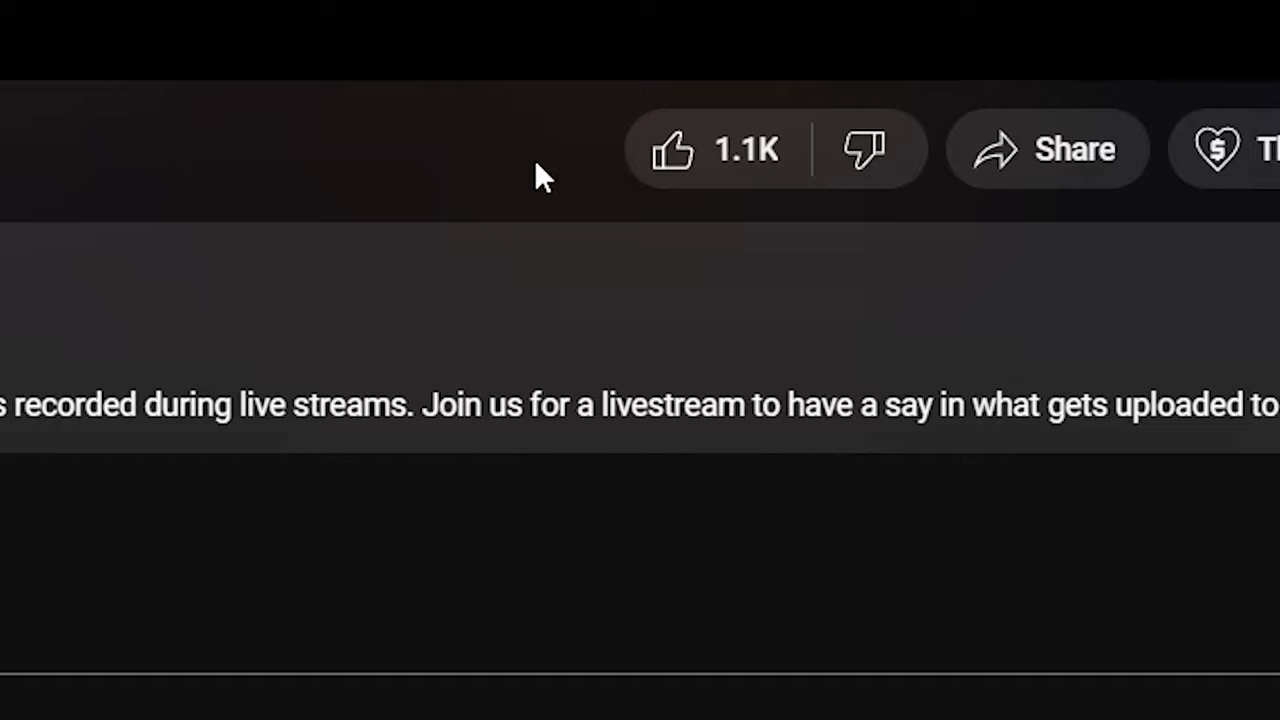 1.1K Share
s recorded during live streams. Join us for a livestream to have a say in what gets uploaded to